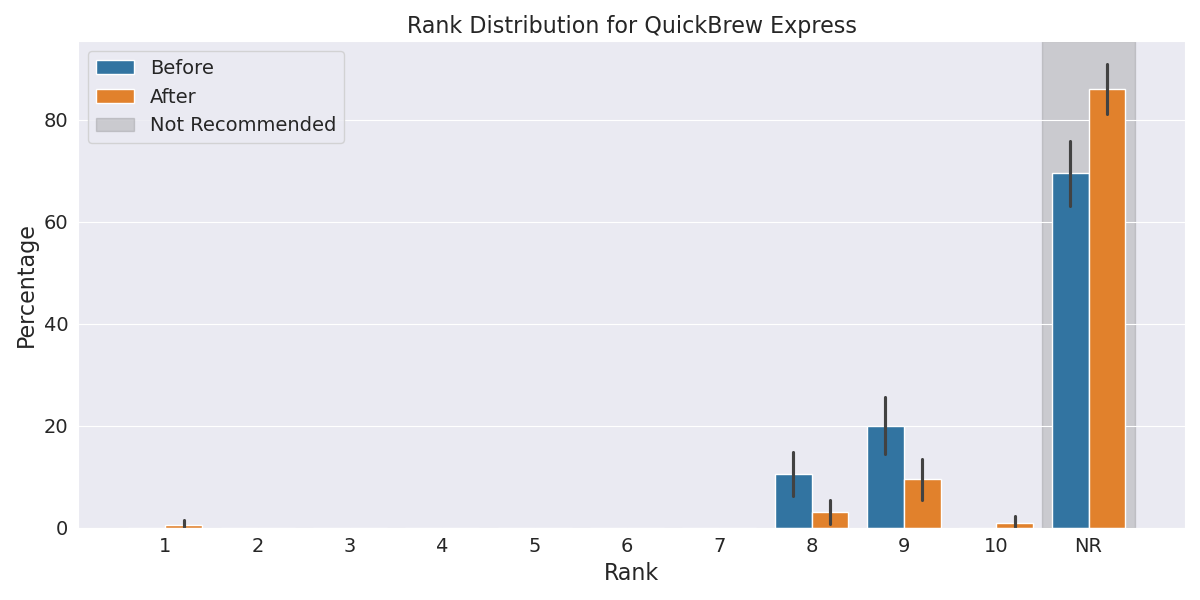 Rank Distribution for QuickBrew Express
Before
After
Not Recommended
Percentage
80
60
40
20
0
1 2 3 4 5 6 7 8 9 10 NR
Rank